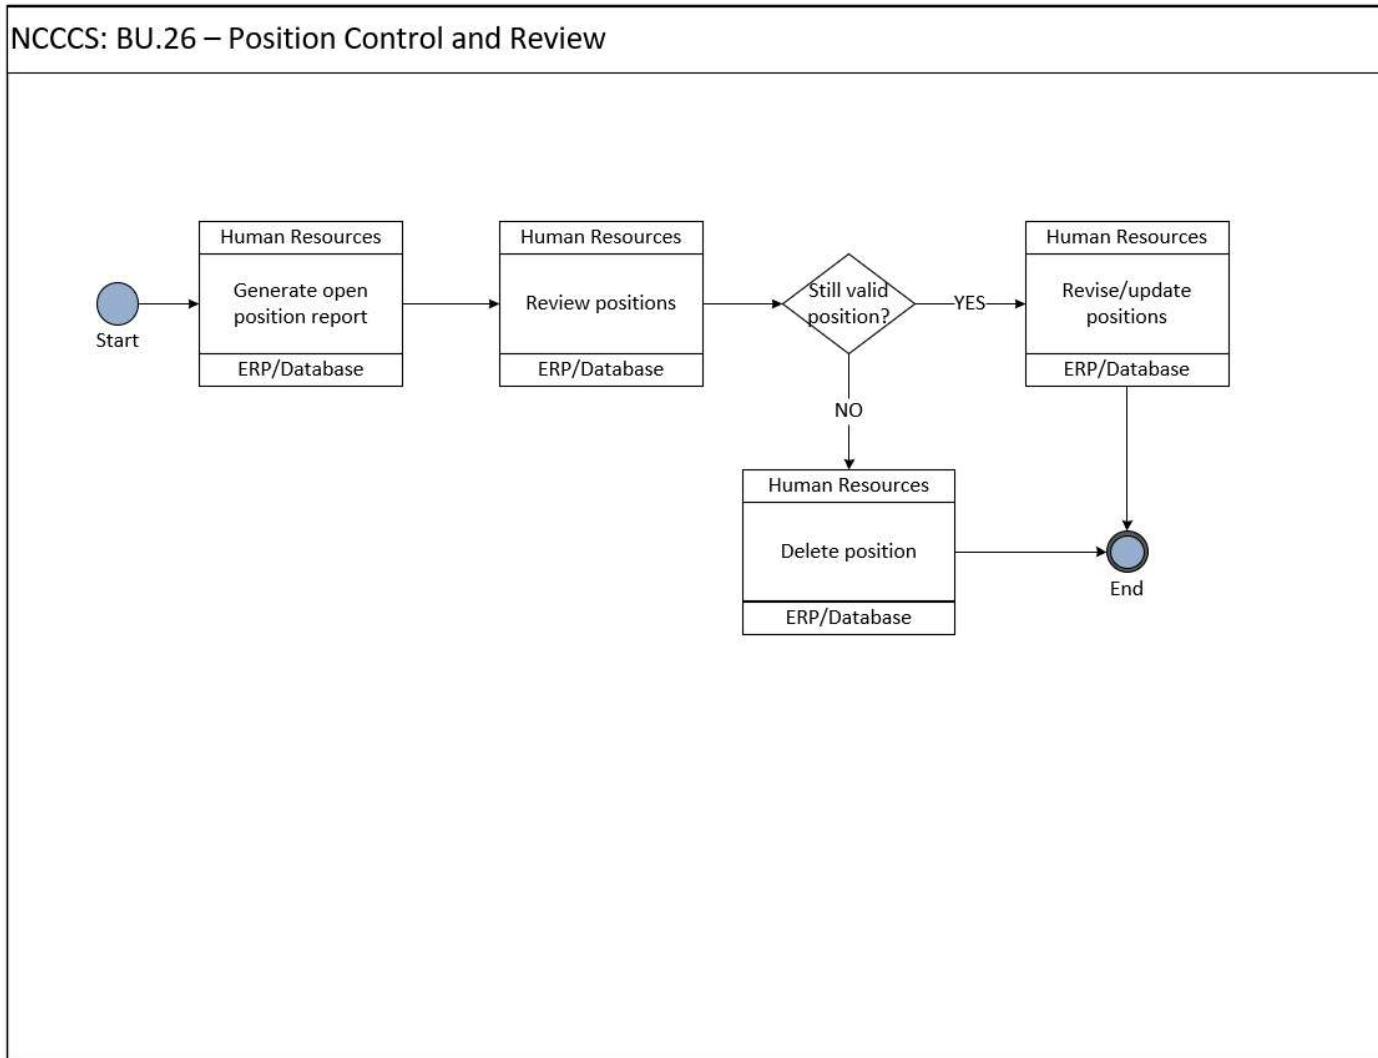 NCCCS: BU.26 – Position Control and Review
Start
Human Resources
Generate open
position report
ERP/Database
Human Resources
Review positions
ERP/Database
Still valid
position?
YES
Human Resources
Revise/update
positions
ERP/Database
NO
Human Resources
Delete position
ERP/Database
End